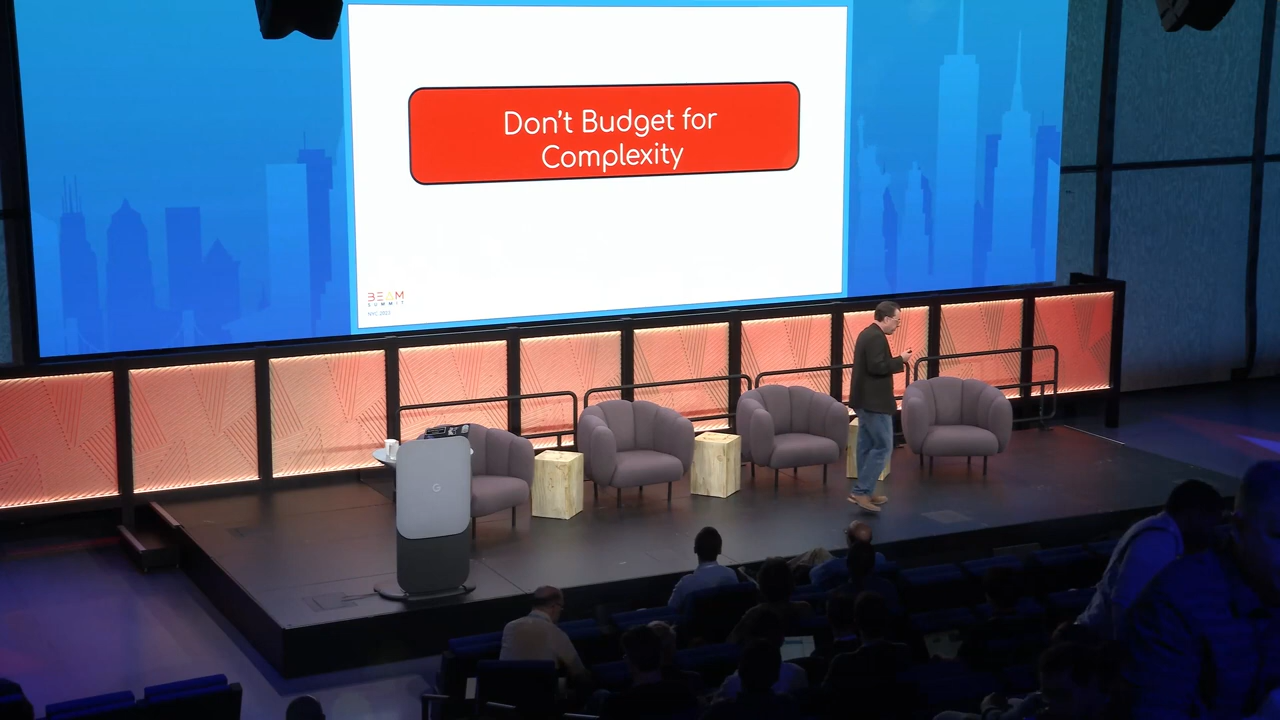 Don't Budget for
Complexity
BEAM
SUMMIT
NYC 2023
G